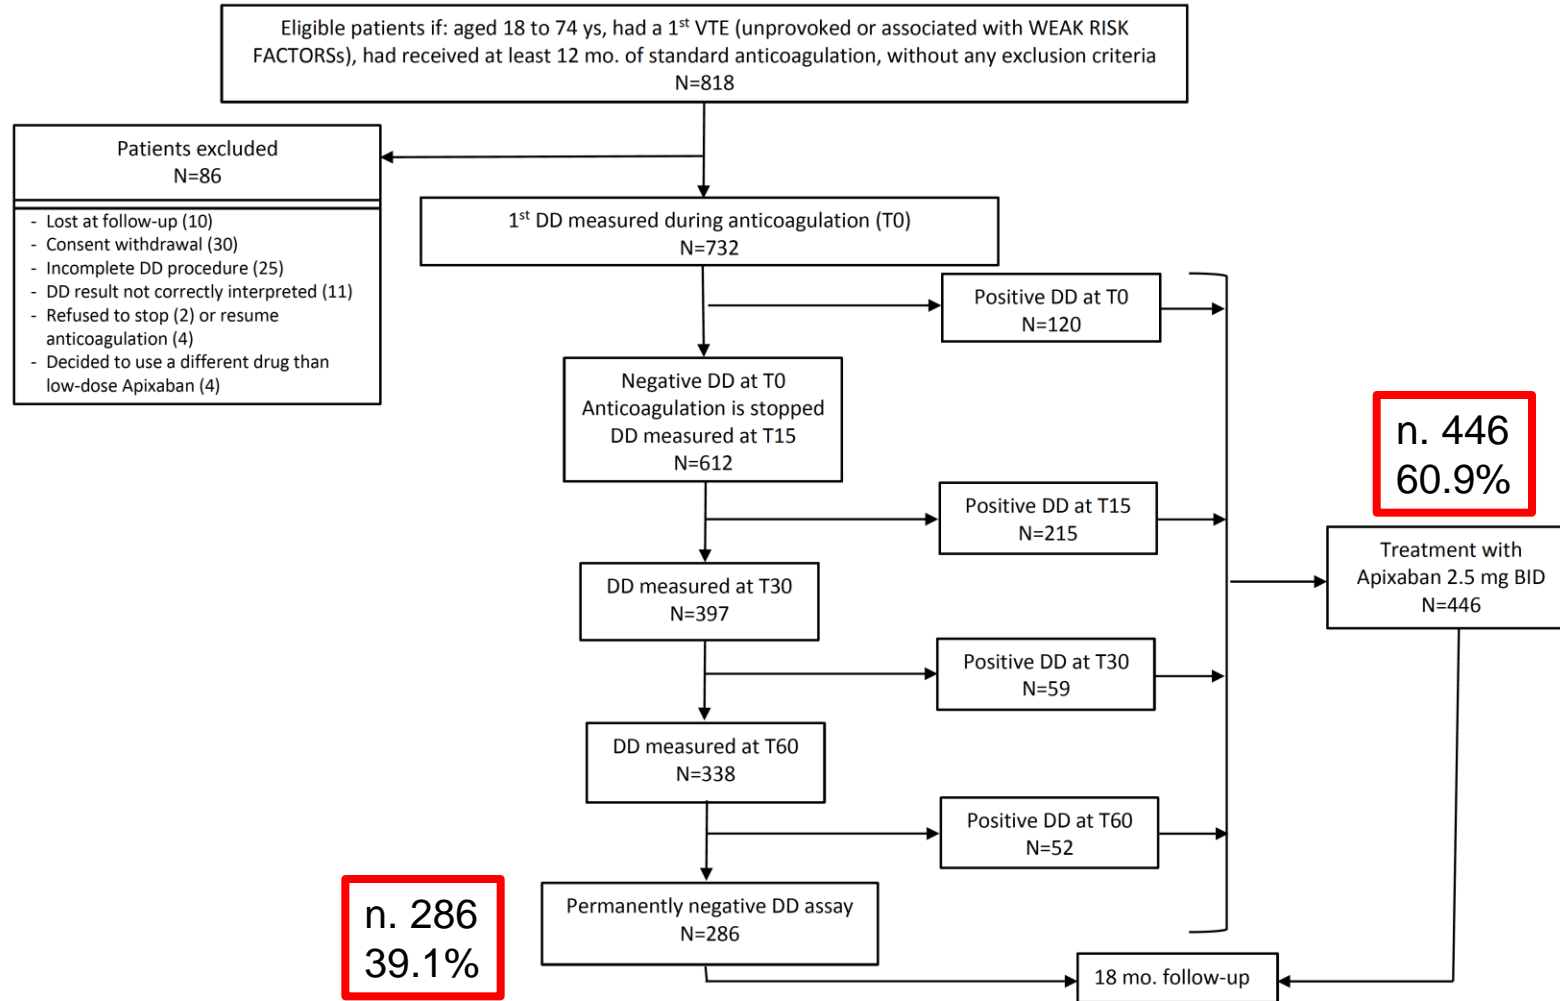 Eligible patients if: aged 18 to 74 ys, had a 1st VTE (unprovoked or associated with WEAK RISK
FACTORSs), had received at least 12 mo. of standard anticoagulation, without any exclusion criteria
N=818
Patients excluded
N=86
- Lost at follow-up (10)
- Consent withdrawal (30)
- Incomplete DD procedure (25)
- DD result not correctly interpreted (11)
- Refused to stop (2) or resume
anticoagulation (4)
- Decided to use a different drug than
low-dose Apixaban (4)
1st DD measured during anticoagulation (T0)
N=732
Positive DD at T0
N=120
Negative DD at T0
Anticoagulation is stopped
DD measured at T15
N=612
n. 446
60.9%
Positive DD at T15
N=215
Treatment with
Apixaban 2.5 mg BID
N=446
DD measured at T30
N=397
Positive DD at T30
N=59
DD measured at T60
N=338
Positive DD at T60
N=52
n. 286
39.1%
Permanently negative DD assay
N=286
18 mo. follow-up